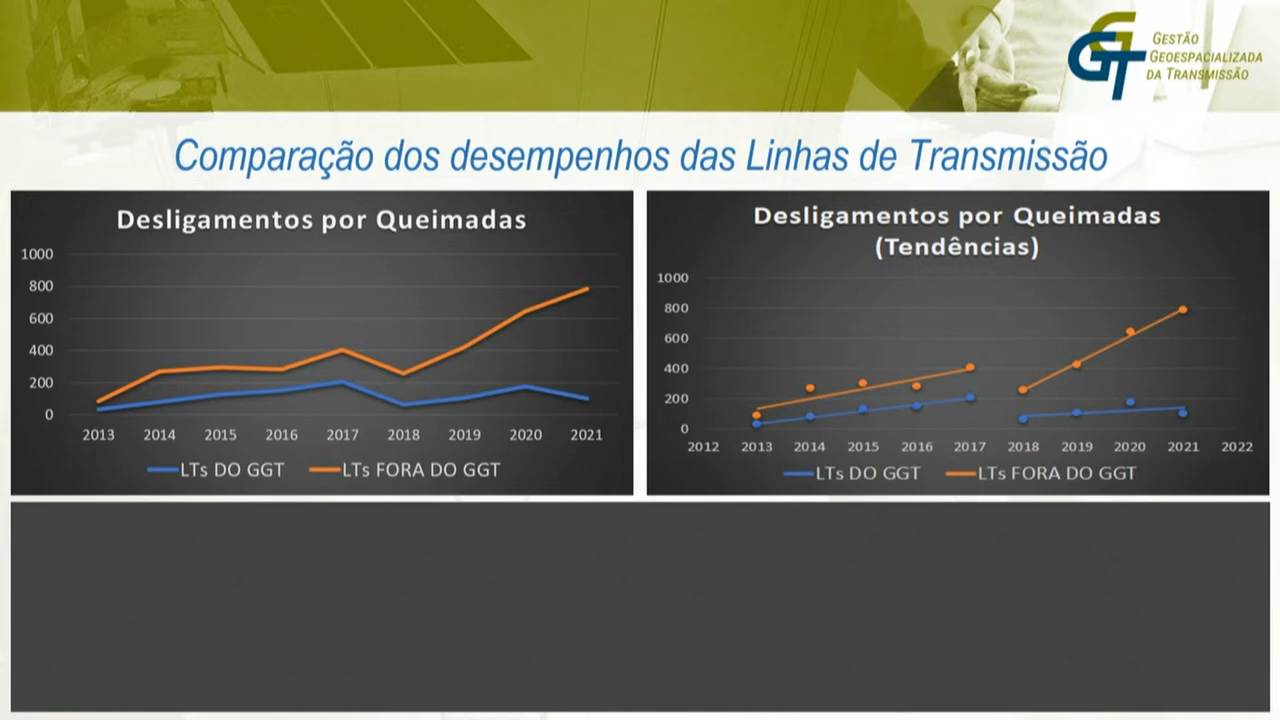 GGT
GESTÃO
GEOESPACIALIZADA
DA TRANSMISSÃO
Comparação dos desempenhos das Linhas de Transmissão
Desligamentos por Queimadas
1000
800
600
400
200
0
2013 2014 2015 2016 2017 2018 2019 2020 2021
LTs DO GGT LTs FORA DO GGT
Desligamentos por Queimadas
(Tendências)
1000
800
600
400
200
0
2012 2013 2014 2015 2016 2017 2018 2019 2020 2021 2022
LTs DO GGT LTs FORA DO GGT